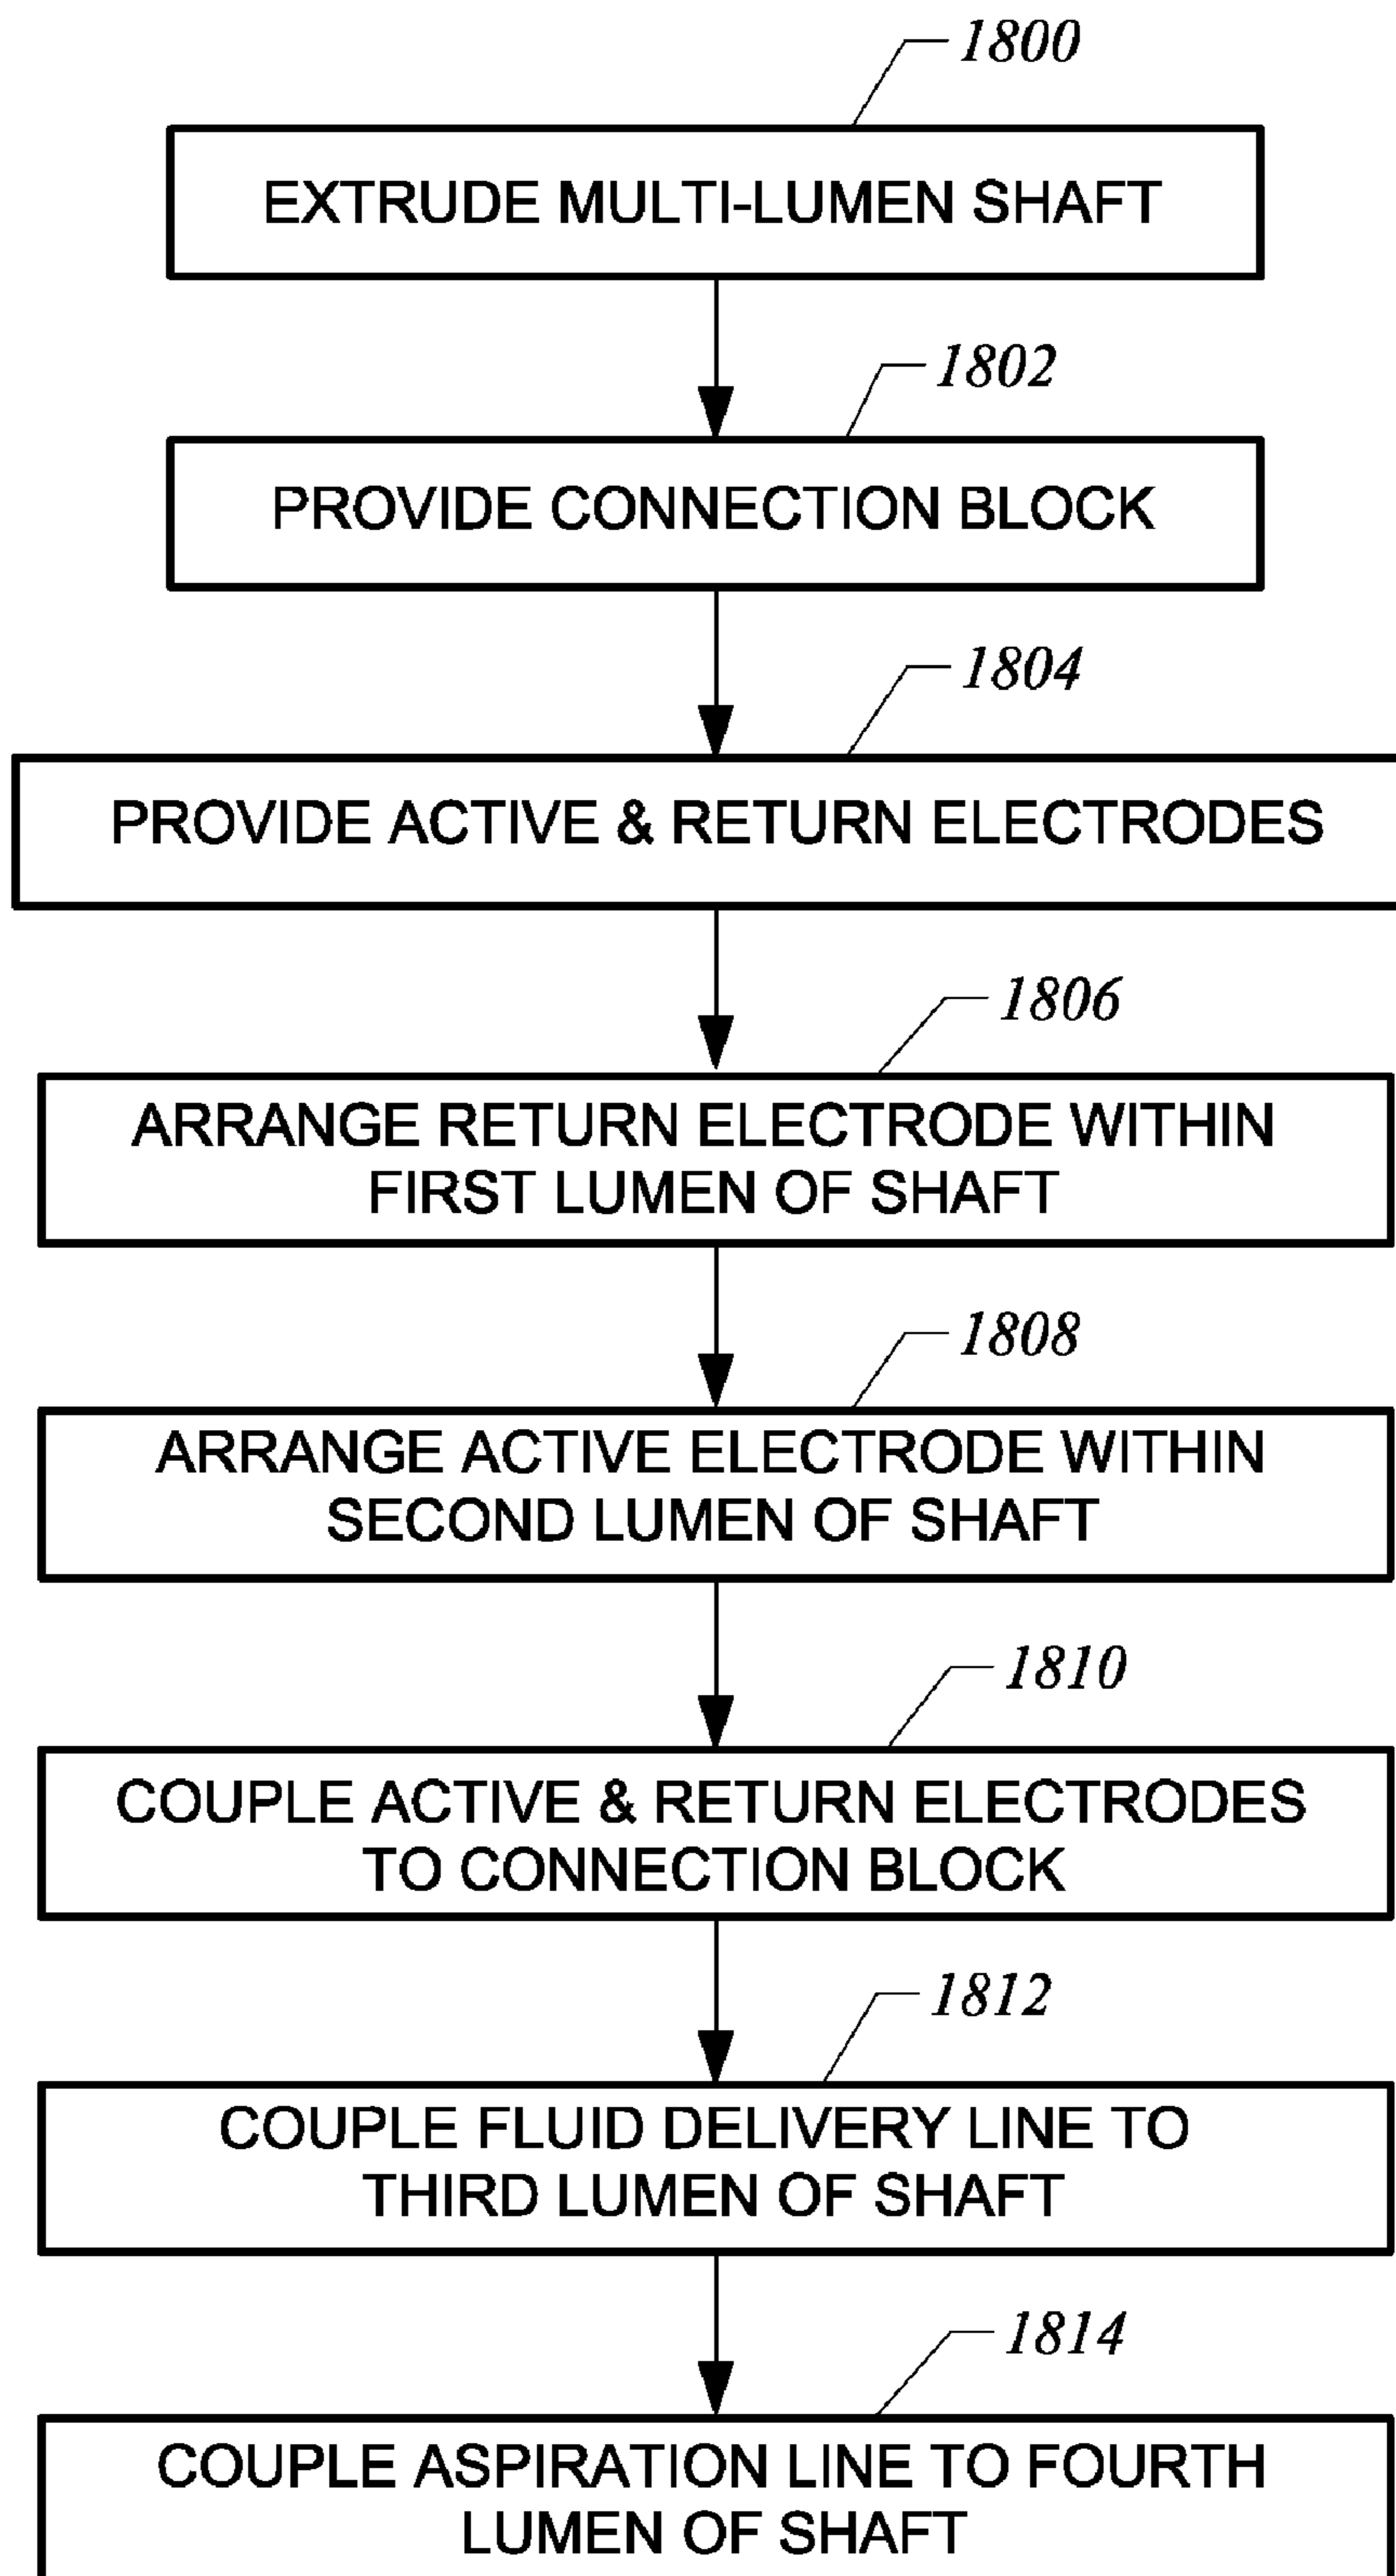 1800
EXTRUDE MULTI-LUMEN SHAFT
1802
PROVIDE CONNECTION BLOCK
1804
PROVIDE ACTIVE & RETURN ELECTRODES
1806
ARRANGE RETURN ELECTRODE WITHIN
FIRST LUMEN OF SHAFT
1808
ARRANGE ACTIVE ELECTRODE WITHIN
SECOND LUMEN OF SHAFT
1810
COUPLE ACTIVE & RETURN ELECTRODES
TO CONNECTION BLOCK
1812
COUPLE FLUID DELIVERY LINE TO
THIRD LUMEN OF SHAFT
1814
COUPLE ASPIRATION LINE TO FOURTH
LUMEN OF SHAFT